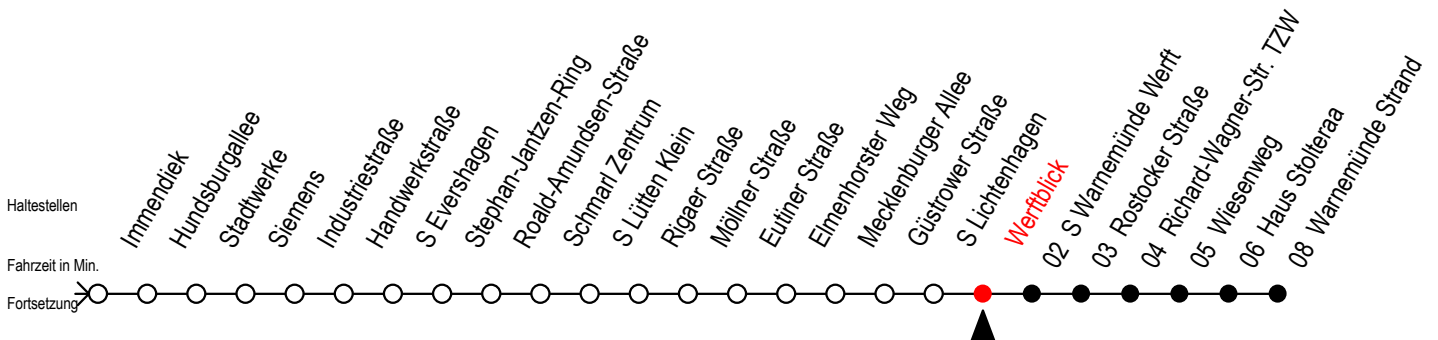 Haltestellen
Immendiek
Hundsburgallee
Stadtwerke
Siemens
Industriestraße
Handwerkstraße
S Evershagen
Stephan-Jantzen-Ring
Roald-Amundsen-Straße
Schmarl Zentrum
S Lütten Klein
Rigaer Straße
Möllner Straße
Eutiner Straße
Elmenhorster Weg
Mecklenburger Allee
Güstrower Straße
S Lichtenhagen
Werftblick
02 S Warnemünde Werft
03 Rostocker Straße
04 Richard-Wagner-Str. TZW
05 Wiesenweg
06 Haus Stolteraa
08 Warnemünde Strand
Fahrzeit in Min.
Fortsetzung